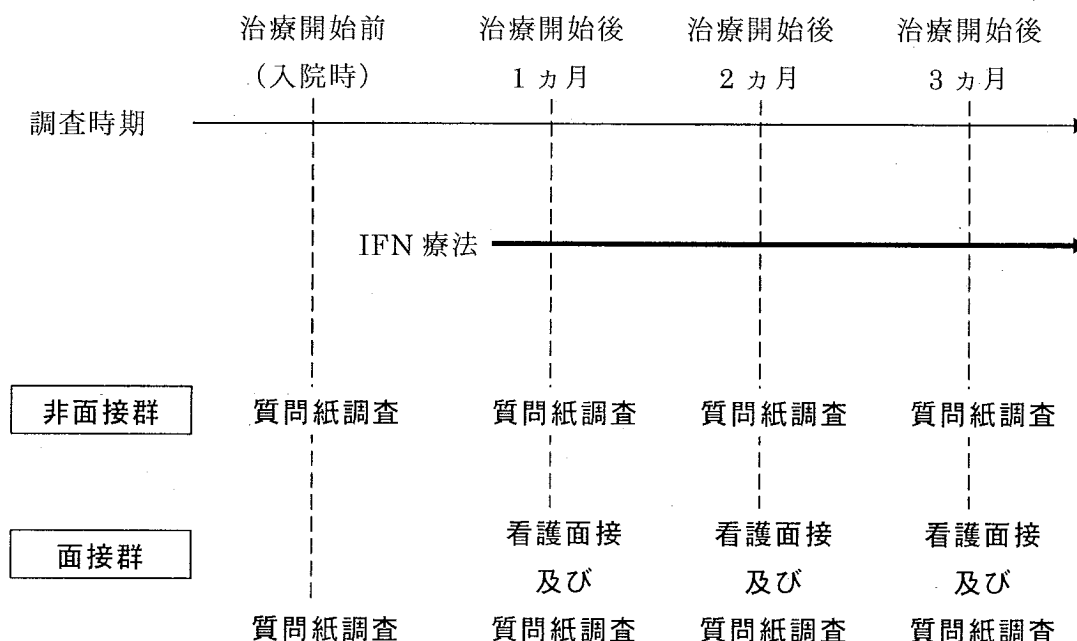 治療開始前 治療開始後 治療開始後 治療開始後
(入院時) 1 ヵ月 2 ヵ月 3 ヵ月
調査時期
IFN 療法
非面接群 質問紙調査 質問紙調査 質問紙調査 質問紙調査
看護面接 看護面接 看護面接
面接群 及び 及び 及び
質問紙調査 質問紙調査 質問紙調査 質問紙調査